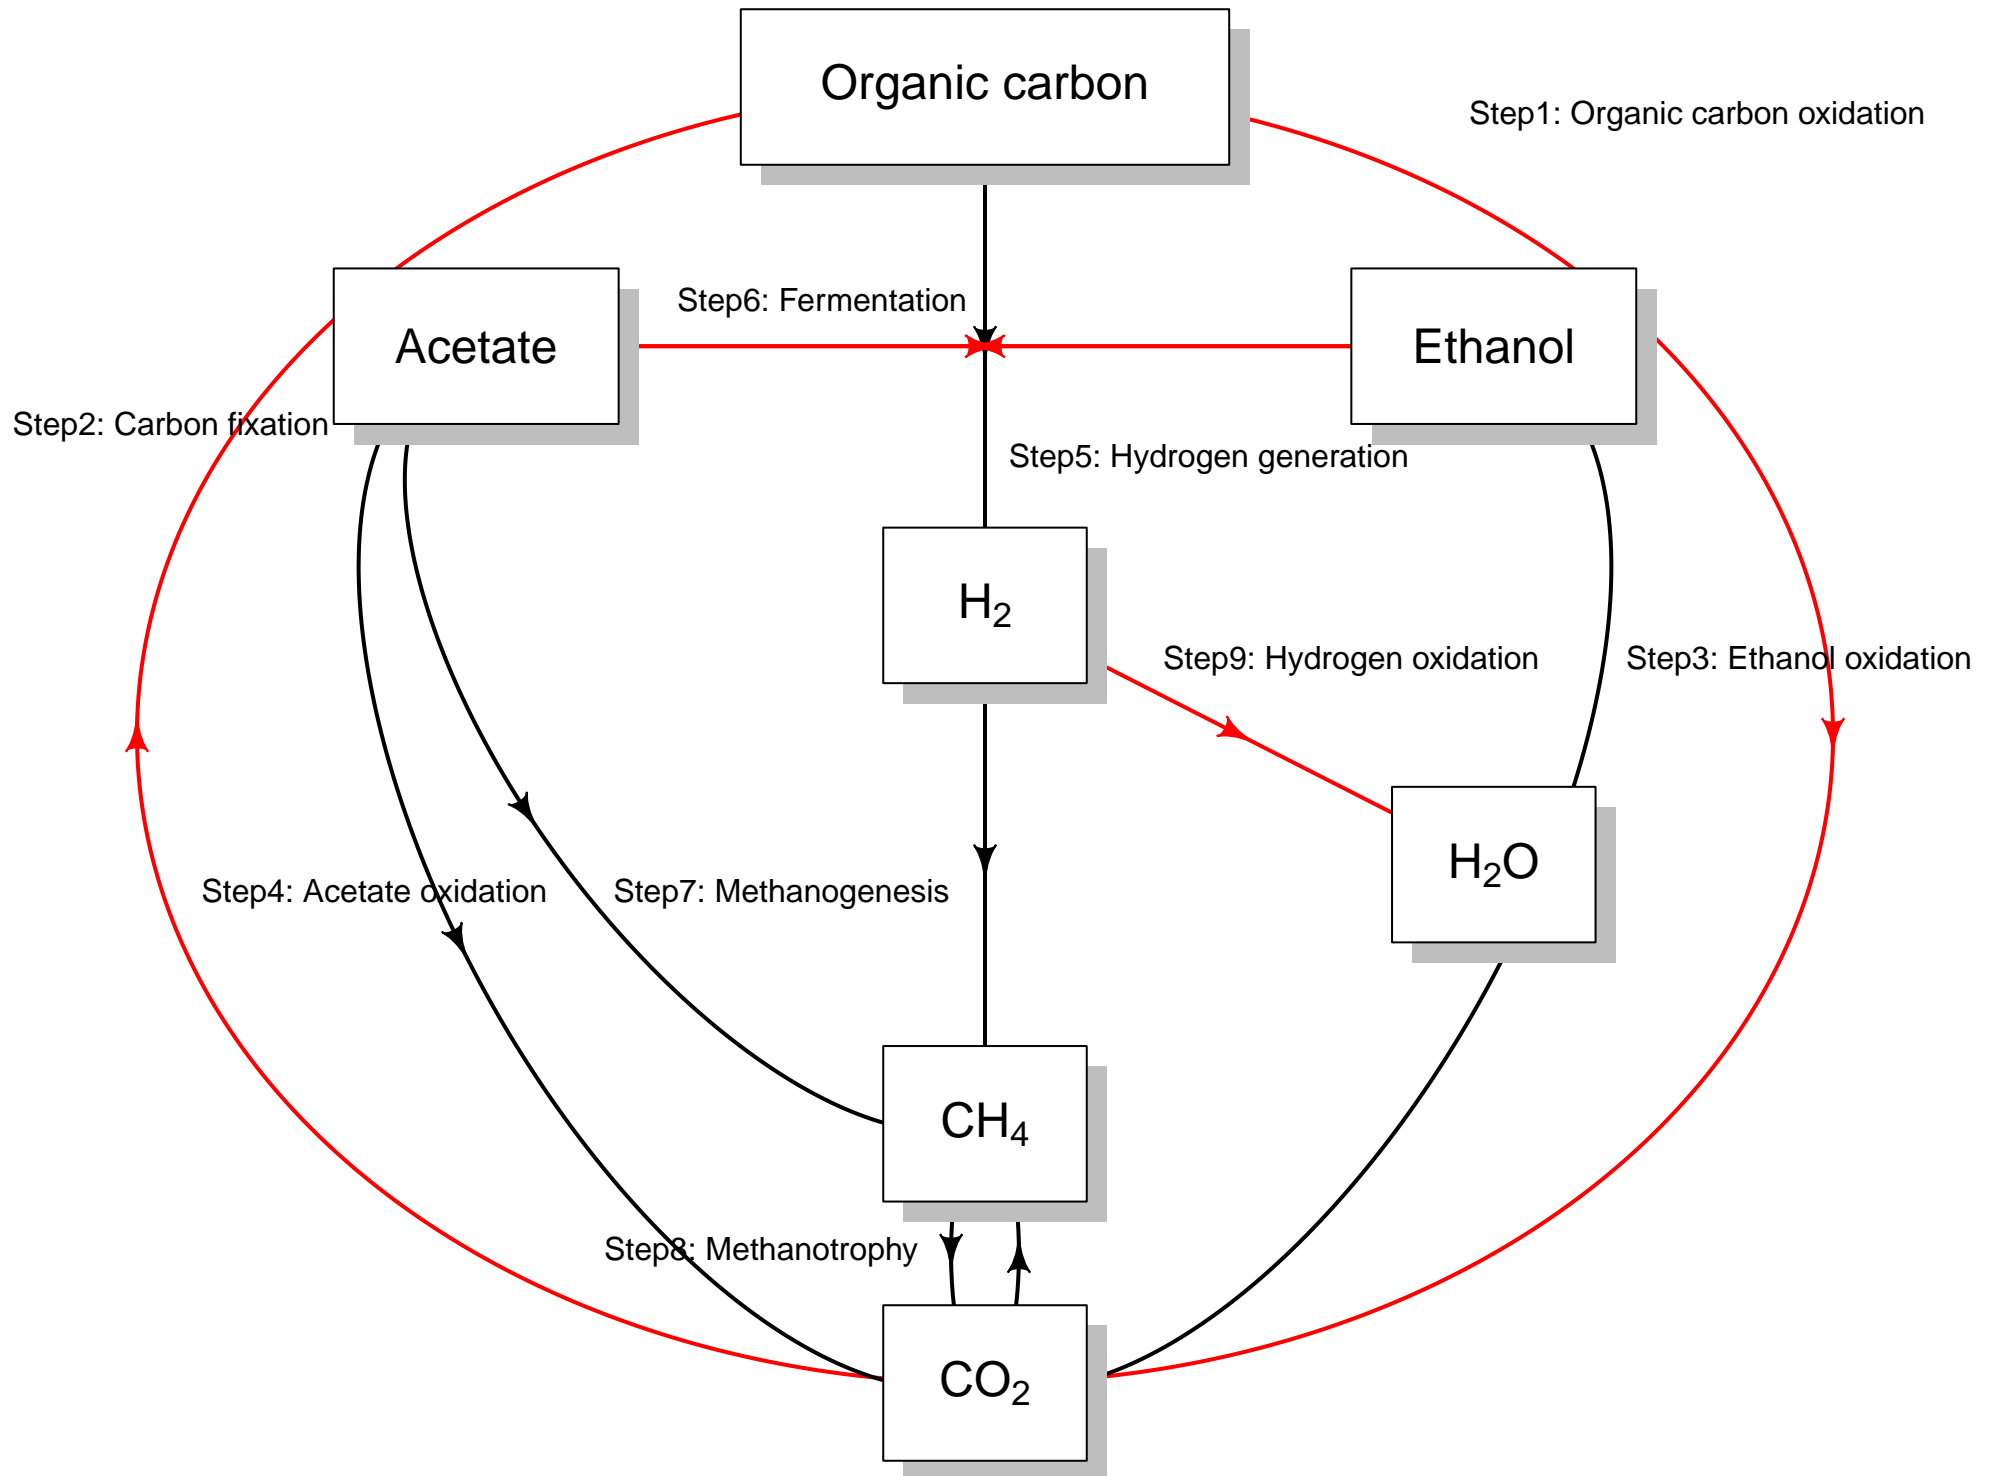 Organic carbon
Step1: Organic carbon oxidation
Step6: Fermentation
Acetate
Ethanol
Step2: Carbon fixation
Step5: Hydrogen generation
H₂
Step9: Hydrogen oxidation
Step3: Ethanol oxidation
H₂O
Step4: Acetate oxidation
Step7: Methanogenesis
CH₄
Step8: Methanotrophy
CO₂